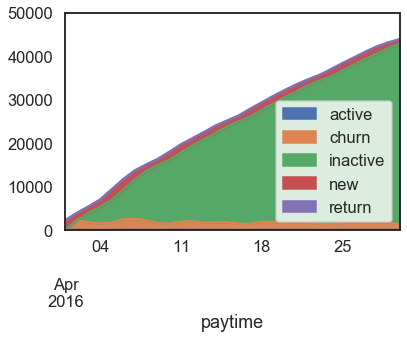 50000
40000
30000
20000
10000
0
active
churn
inactive
new
return
04
11
18
25
Apr
2016
paytime